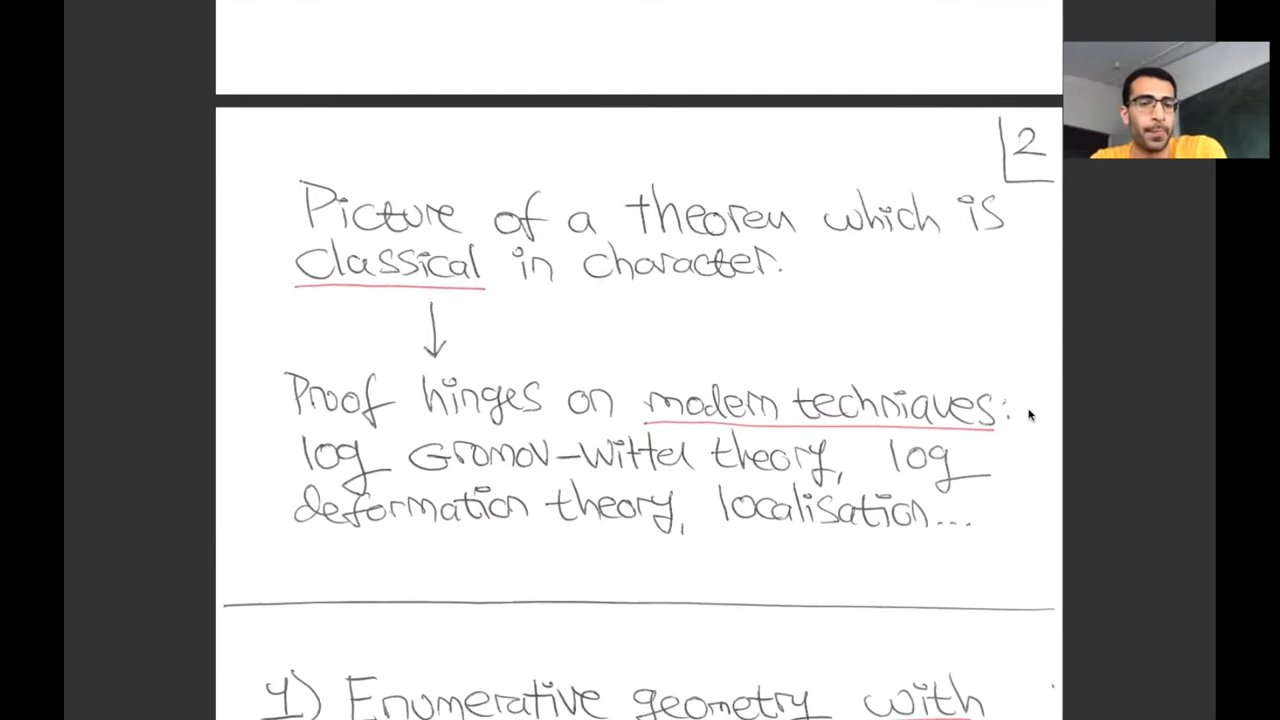 2
Picture of a theorem which is
classical in character.
↓
Proof hinges on modern techniques:
log Gromov-Witten theory, log
deformation theory, localisation...
1) Enumerative geometry with